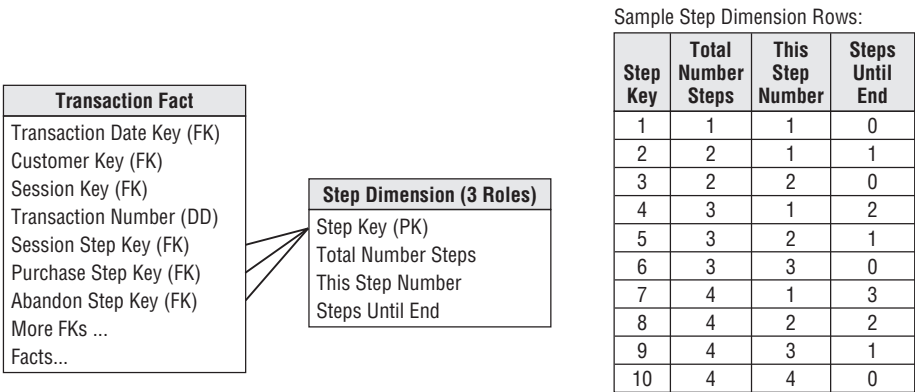 Transaction Fact
Transaction Date Key (FK)
Customer Key (FK)
Session Key (FK)
Transaction Number (DD)
Session Step Key (FK)
Purchase Step Key (FK)
Abandon Step Key (FK)
More FKs ...
Facts...
Step Dimension (3 Roles)
Step Key (PK)
Total Number Steps
This Step Number
Steps Until End
Sample Step Dimension Rows:
Total This Steps
Step Number Step Until
Key Steps Number End
1 1 1 0
2 2 1 1
3 2 2 0
4 3 1 2
5 3 2 1
6 3 3 0
7 4 1 3
8 4 2 2
9 4 3 1
10 4 4 0